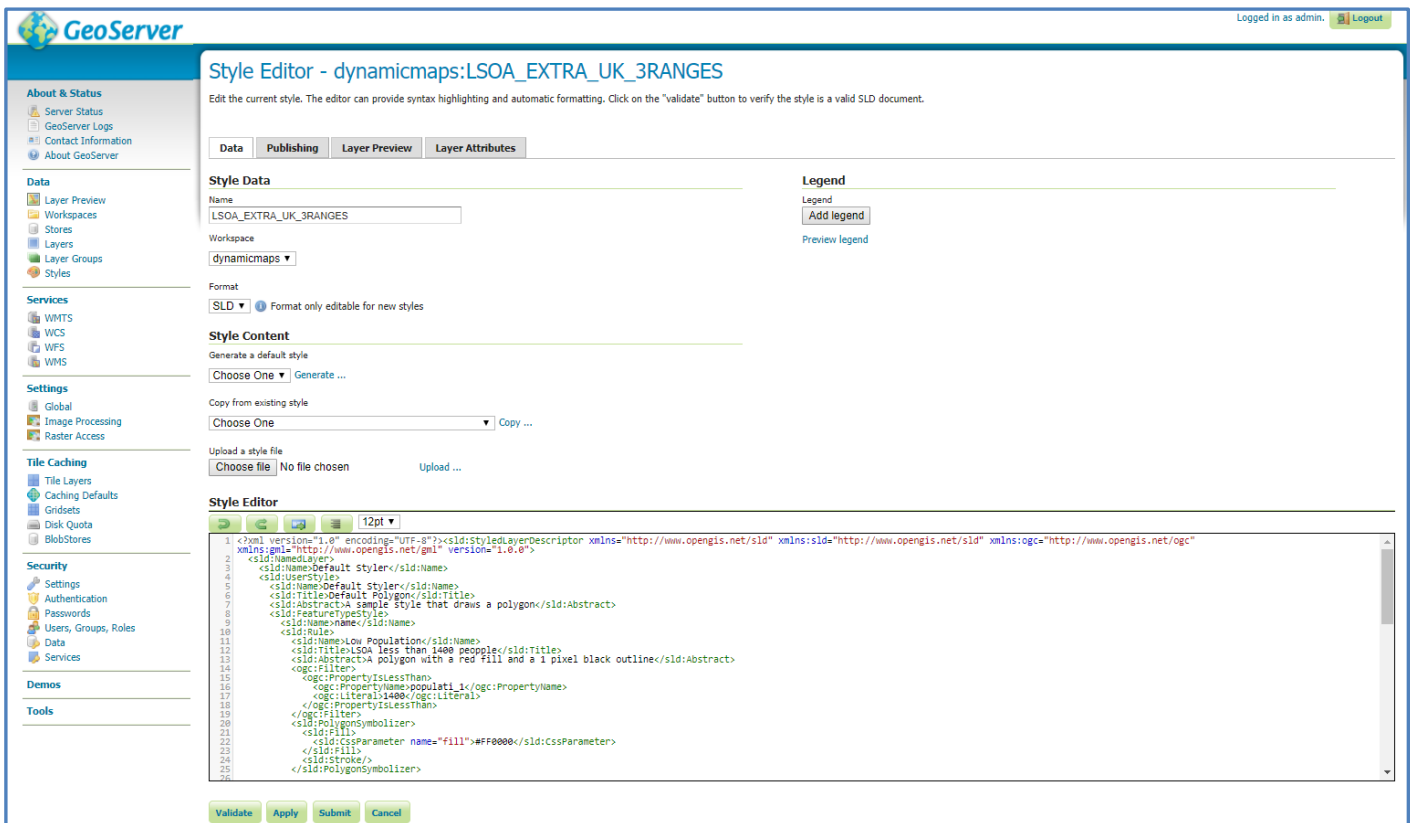 GeoServer
Logged in as admin. Logout
Style Editor - dynamicmaps:LSOA_EXTRA_UK_3RANGES
Edit the current style. The editor can provide syntax highlighting and automatic formatting. Click on the "validate" button to verify the style is a valid SLD document.
About & Status
Server Status
GeoServer Logs
Contact Information
About GeoServer
Data
Layer Preview
Workspaces
Stores
Layers
Layer Groups
Styles
Services
WMTS
WCS
WFS
WMS
Settings
Global
Image Processing
Raster Access
Tile Caching
Tile Layers
Caching Defaults
Gridsets
Disk Quota
BlobStores
Security
Settings
Authentication
Passwords
Users, Groups, Roles
Data
Services
Demos
Tools
Data Publishing Layer Preview Layer Attributes
Style Data
Name
LSOA_EXTRA_UK_3RANGES
Workspace
dynamicmaps
Format
SLD Format only editable for new styles
Style Content
Generate a default style
Choose One Generate ...
Copy from existing style
Choose One Copy ...
Upload a style file
Choose file No file chosen Upload ...
Legend
Legend
Add legend
Preview legend
Style Editor
12pt
1 <?xml version="1.0" encoding="UTF-8"?><sld:StyledLayerDescriptor xmlns="http://www.opengis.net/sld" xmlns:sld="http://www.opengis.net/sld" xmlns:ogc="http://www.opengis.net/ogc"
xmlns:gml="http://www.opengis.net/gml" version="1.0.0">
2 <sld:NamedLayer>
3 <sld:Name>Default Styler</sld:Name>
4 <sld:UserStyle>
5 <sld:Name>Default Styler</sld:Name>
6 <sld:Title>Default Polygon</sld:Title>
7 <sld:Abstract>A sample style that draws a polygon</sld:Abstract>
8 <sld:FeatureTypeStyle>
9 <sld:Name>name</sld:Name>
10 <sld:Rule>
11 <sld:Name>Low Population</sld:Name>
12 <sld:Title>LSOA less than 1400 peopple</sld:Title>
13 <sld:Abstract>A polygon with a red fill and a 1 pixel black outline</sld:Abstract>
14 <ogc:Filter>
15 <ogc:PropertyIsLessThan>
16 <ogc:PropertyName>populati_1</ogc:PropertyName>
17 <ogc:Literal>1400</ogc:Literal>
18 </ogc:PropertyIsLessThan>
19 </ogc:Filter>
20 <sld:PolygonSymbolizer>
21 <sld:Fill>
22 <sld:CssParameter name="fill">#FF0000</sld:CssParameter>
23 </sld:Fill>
24 <sld:Stroke/>
25 </sld:PolygonSymbolizer>
26
Validate Apply Submit Cancel